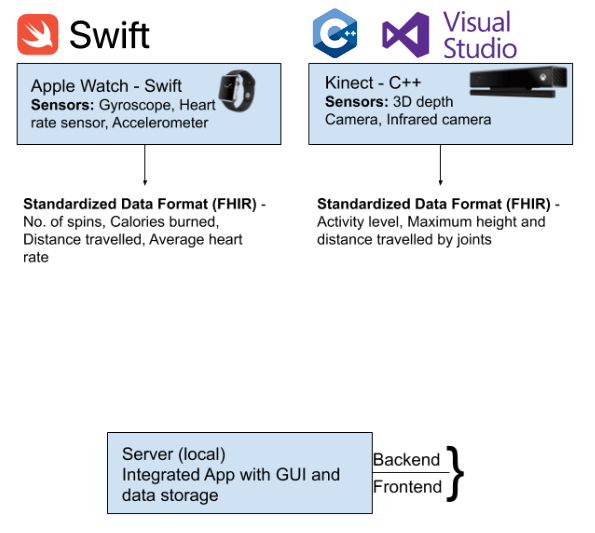 Swift
C++
Visual
Studio
Apple Watch - Swift
Sensors: Gyroscope, Heart
rate sensor, Accelerometer
Kinect - C++
Sensors: 3D depth
Camera, Infrared camera
Standardized Data Format (FHIR) -
No. of spins, Calories burned,
Distance travelled, Average heart
rate
Standardized Data Format (FHIR) -
Activity level, Maximum height and
distance travelled by joints
Server (local)
Integrated App with GUI and
data storage
Backend
Frontend
}